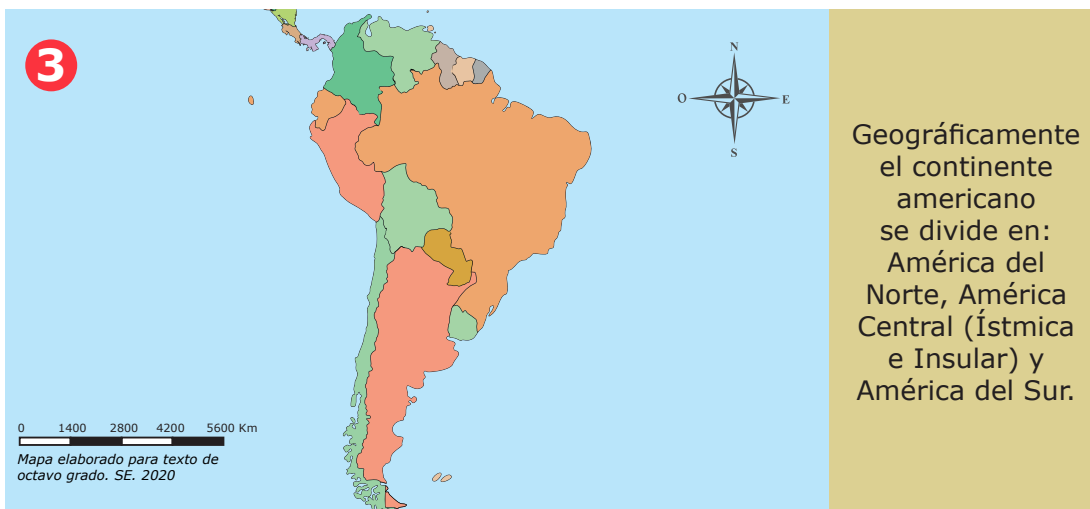 3
N
O
E
S
0 1400 2800 4200 5600 Km
Mapa elaborado para texto de
octavo grado. SE. 2020
Geográficamente
el continente
americano
se divide en:
América del
Norte, América
Central (Ístmica
e Insular) y
América del Sur.